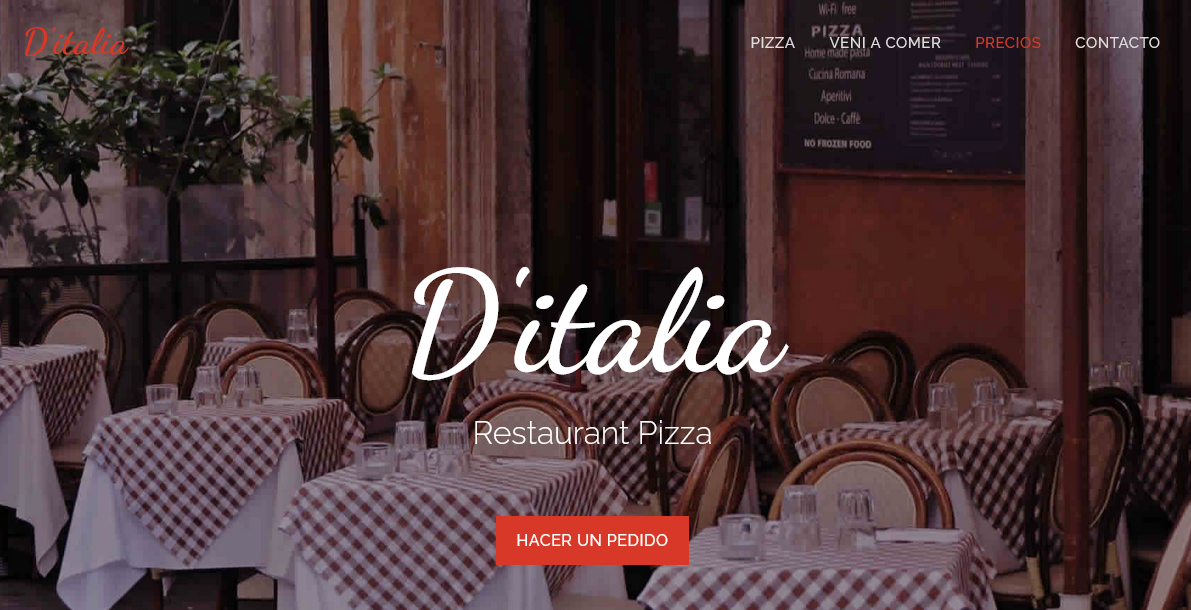 D'italia
PIZZA VENI A COMER PRECIOS CONTACTO
Wi-Fi free
PIZZA
Home made pasta
Cucina Romana
Aperitivi
Dolce - Caffè
NO FROZEN FOOD
D'italia
Restaurant Pizza
HACER UN PEDIDO